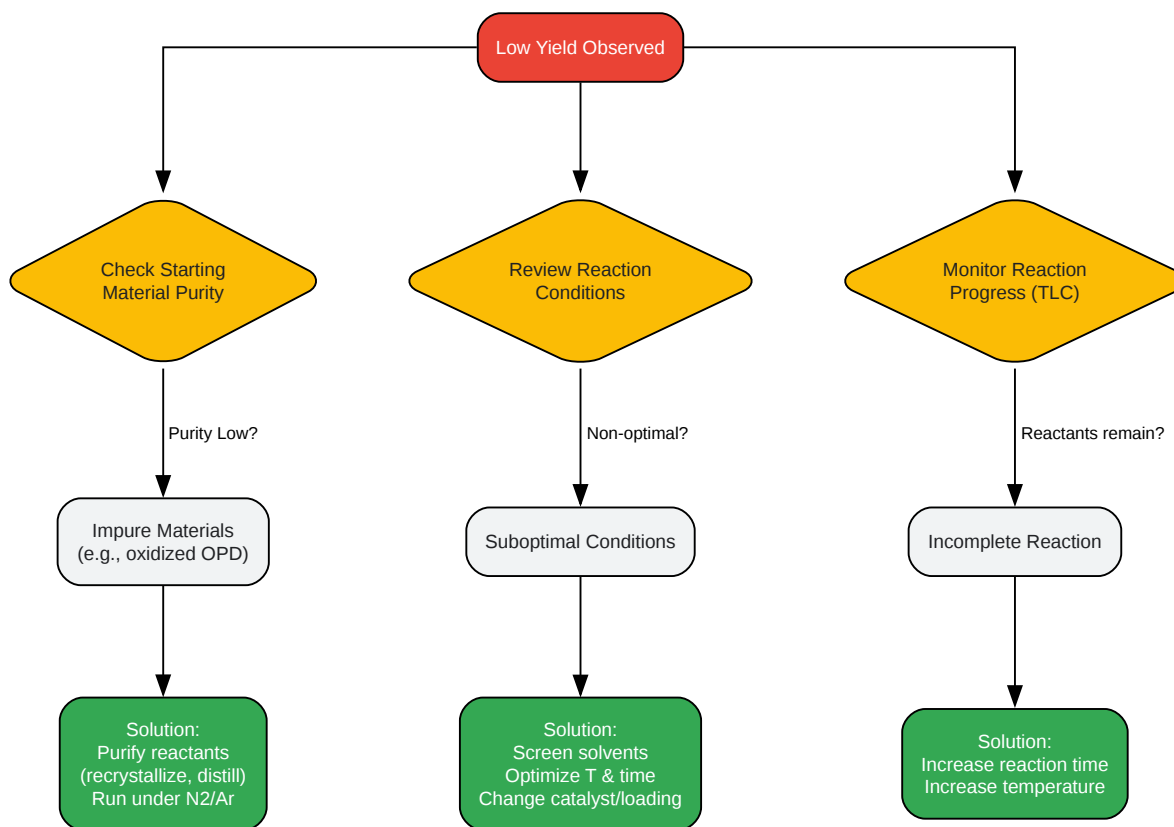 Low Yield Observed
Check Starting
Material Purity
Review Reaction
Conditions
Monitor Reaction
Progress (TLC)
Purity Low?
Non-optimal?
Reactants remain?
Impure Materials
(e.g., oxidized OPD)
Suboptimal Conditions
Incomplete Reaction
Solution:
Purify reactants
(recrystallize, distill)
Run under N2/Ar
Solution:
Screen solvents
Optimize T & time
Change catalyst/loading
Solution:
Increase reaction time
Increase temperature